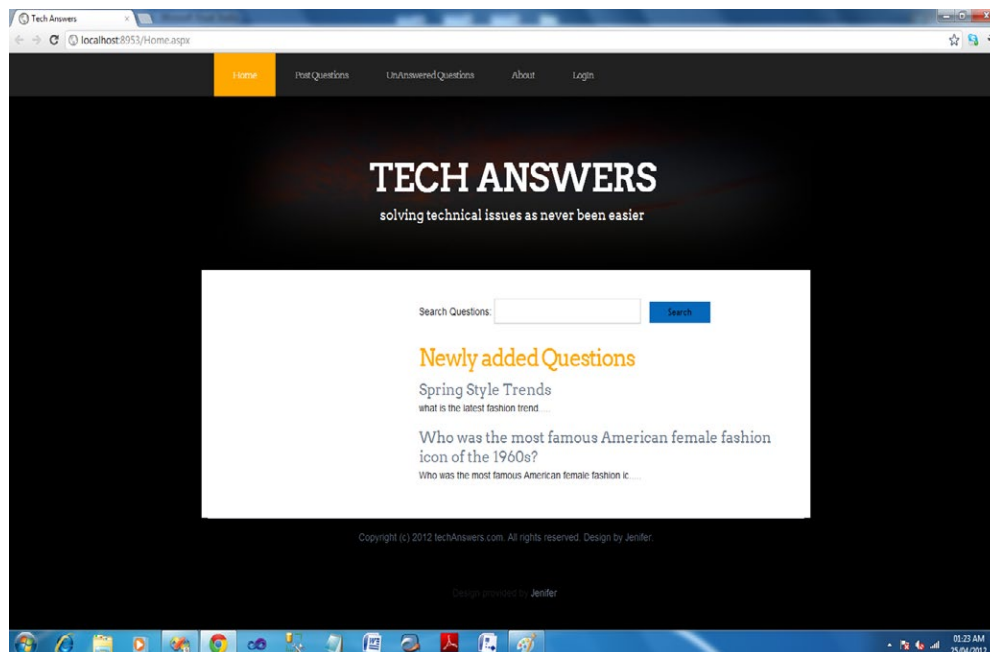 Tech Answers
localhost:8953/Home.aspx
Home Post Questions UnAnswered Questions About Login
TECH ANSWERS
solving technical issues as never been easier
Search Questions: Search
Newly added Questions
Spring Style Trends
what is the latest fashion trend.....
Who was the most famous American female fashion
icon of the 1960s?
Who was the most famous American female fashion ic.....
Copyright (c) 2012 techAnswers.com. All rights reserved. Design by Jenifer.
Design provided by Jenifer
01:23 AM
25/04/2012